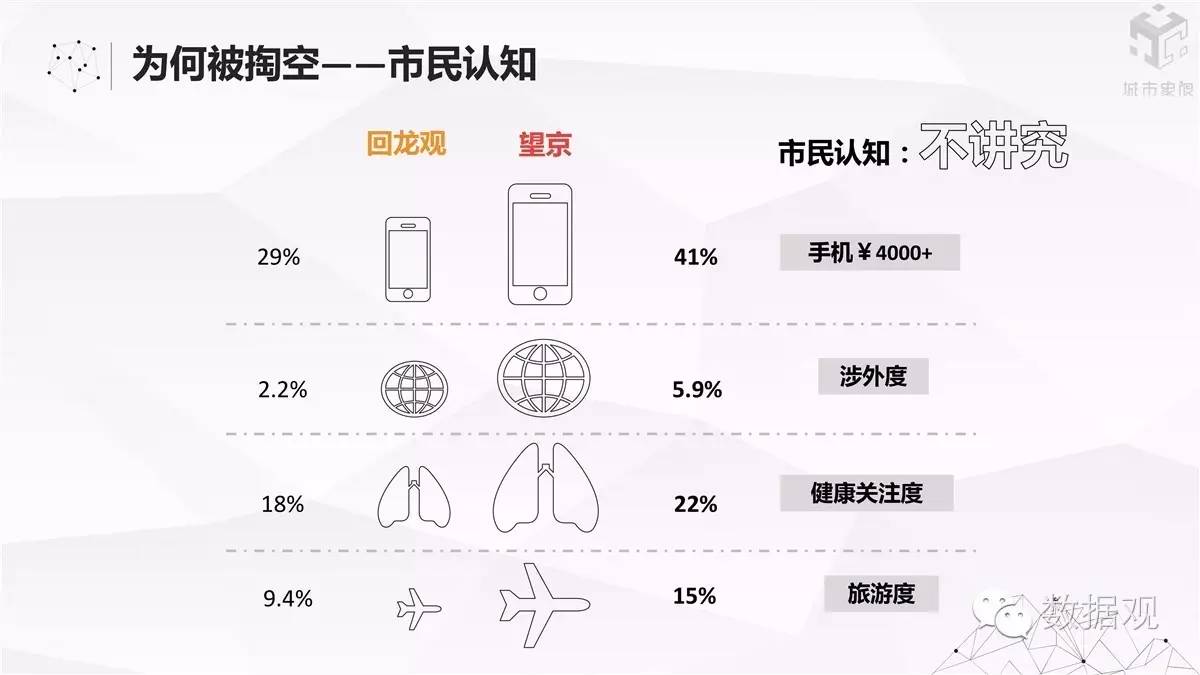 为何被掏空——市民认知
城市象限
回龙观 望京
市民认知：不讲究
29% 41% 手机￥4000+
2.2% 5.9% 涉外度
18% 22% 健康关注度
9.4% 15% 旅游度
数据观